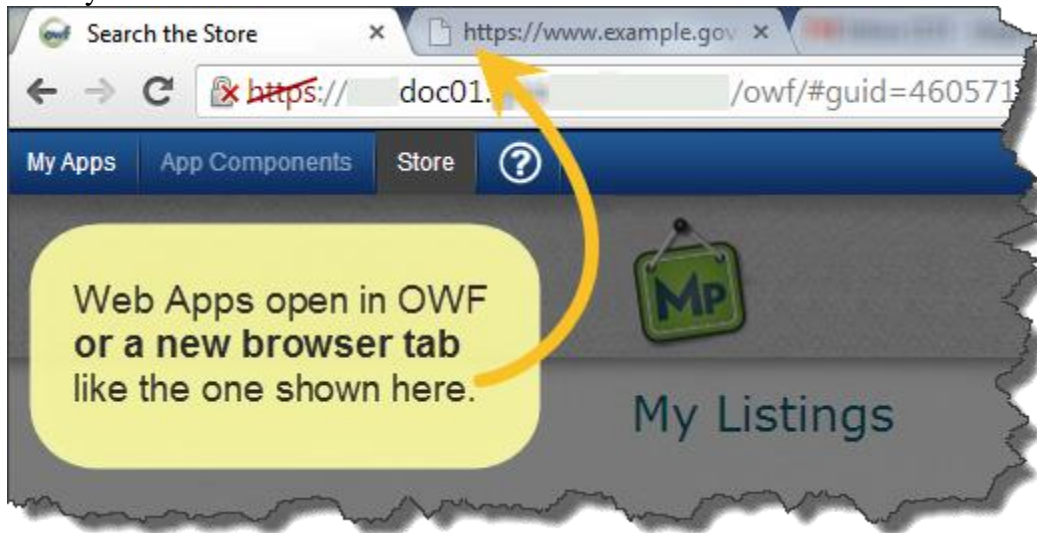 Search the Store
https://www.example.gov
https:// doc01. /owf/#guid=460571
My Apps App Components Store ?
MP
Web Apps open in OWF
or a new browser tab
like the one shown here.
My Listings